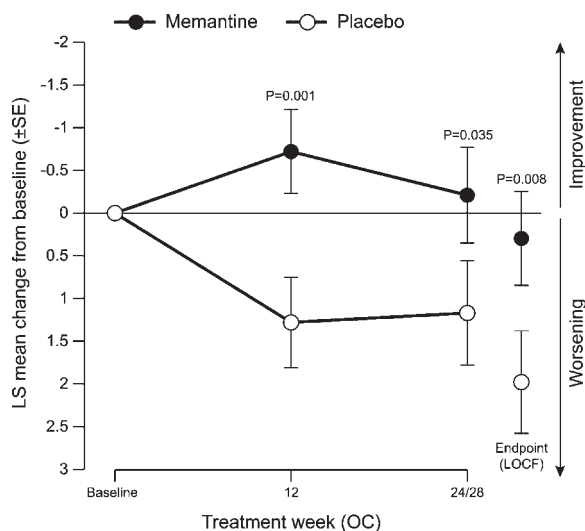 Memantine
Placebo
LS mean change from baseline (±SE)
-2
-1.5
-1
-0.5
0
0.5
1
1.5
2
2.5
3
P=0.001
P=0.035
P=0.008
Improvement
Worsening
Endpoint
(LOCF)
Baseline
12
24/28
Treatment week (OC)